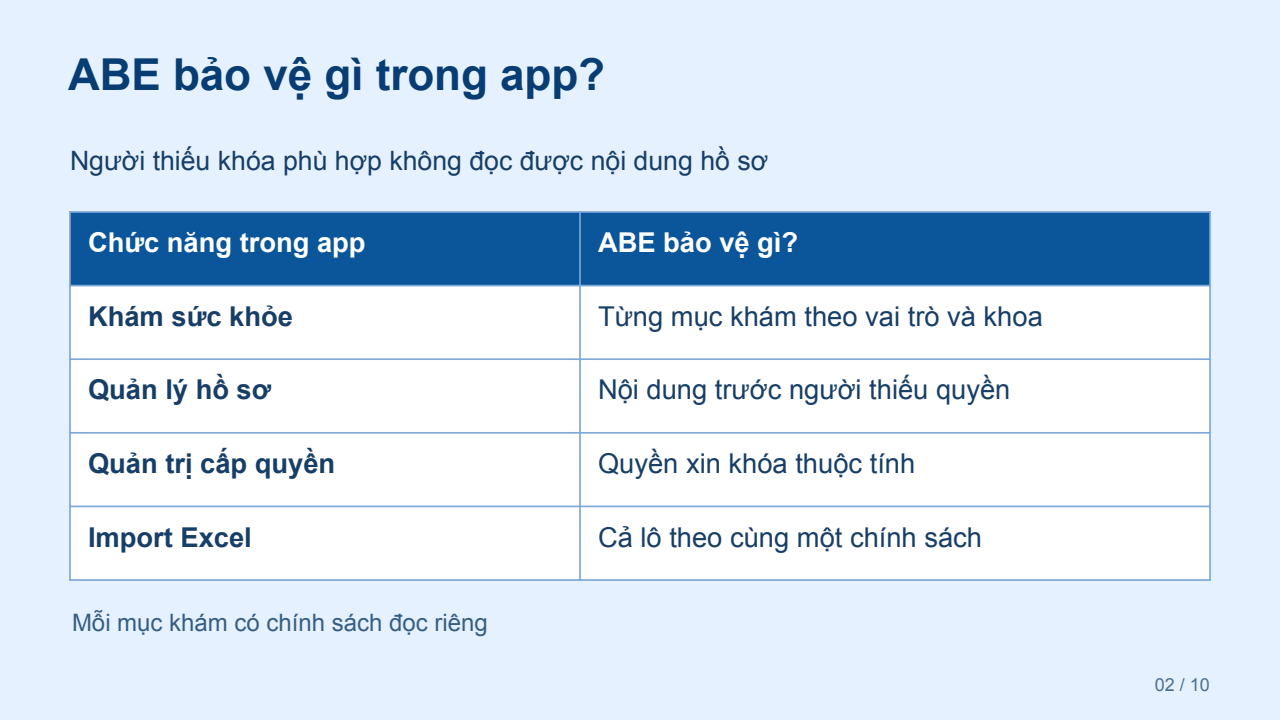 ABE bảo vệ gì trong app?
Người thiếu khóa phù hợp không đọc được nội dung hồ sơ
Chức năng trong app
ABE bảo vệ gì?
Khám sức khỏe
Từng mục khám theo vai trò và khoa
Quản lý hồ sơ
Nội dung trước người thiếu quyền
Quản trị cấp quyền
Quyền xin khóa thuộc tính
Import Excel
Cả lô theo cùng một chính sách
Mỗi mục khám có chính sách đọc riêng
02 / 10